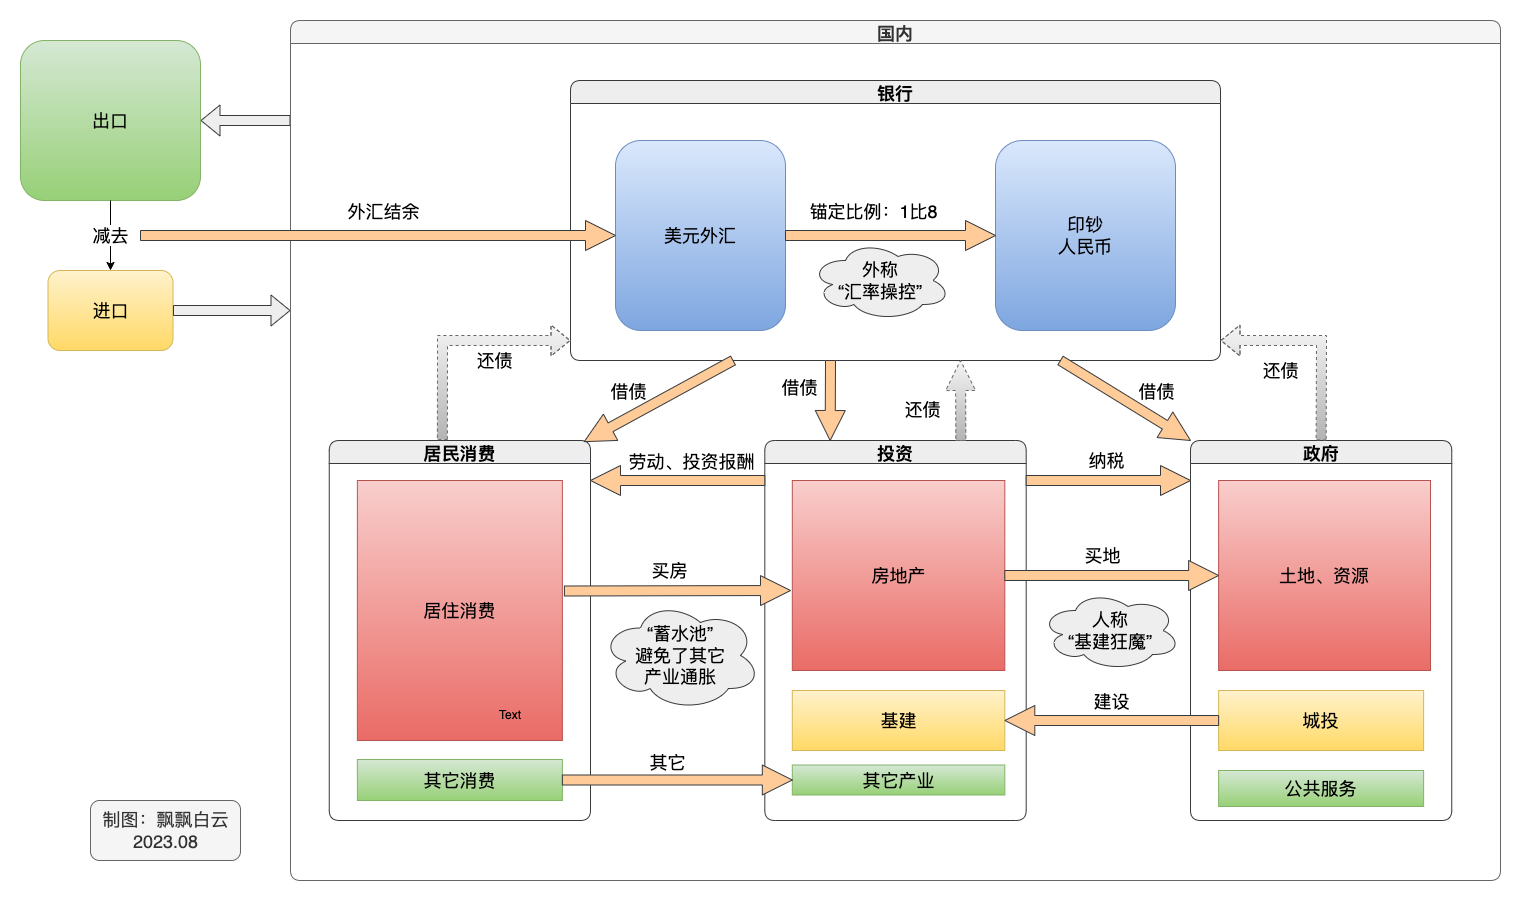 国内
银行
出口
外汇结余
锚定比例：1比8
减去
美元外汇
印钞
人民币
外称
“汇率操控”
进口
还债
借债
借债
还债
借债
还债
居民消费
投资
政府
劳动、投资报酬
纳税
买房
买地
房地产
土地、资源
居住消费
“蓄水池”
避免了其它
产业通胀
人称
“基建狂魔”
Text
建设
基建
城投
其它
其它消费
其它产业
公共服务
制图：飘飘白云
2023.08